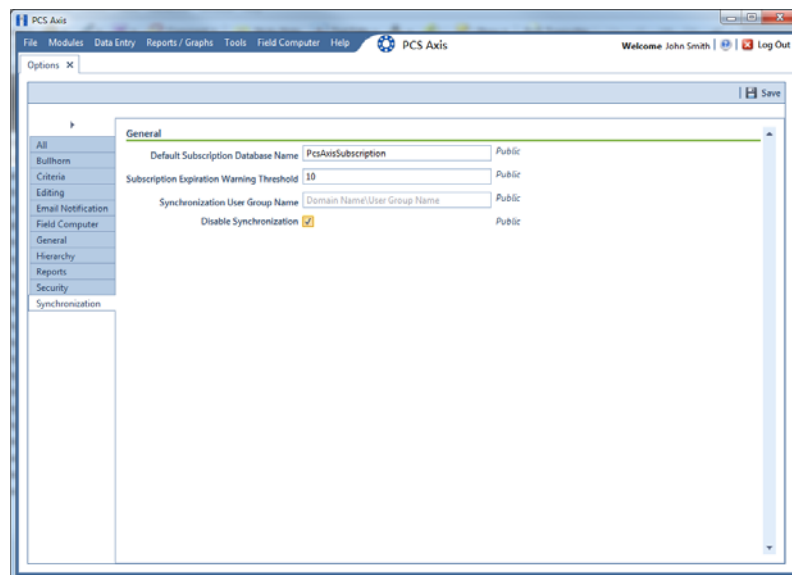 PCS Axis
File Modules Data Entry Reports / Graphs Tools Field Computer Help PCS Axis Welcome John Smith | | Log Out
Options X
| Save
General
All
Bullhorn
Criteria
Editing
Email Notification
Field Computer
General
Hierarchy
Reports
Security
Synchronization
Default Subscription Database Name PcsAxisSubscription Public
Subscription Expiration Warning Threshold 10 Public
Synchronization User Group Name Domain Name\User Group Name Public
Disable Synchronization Public